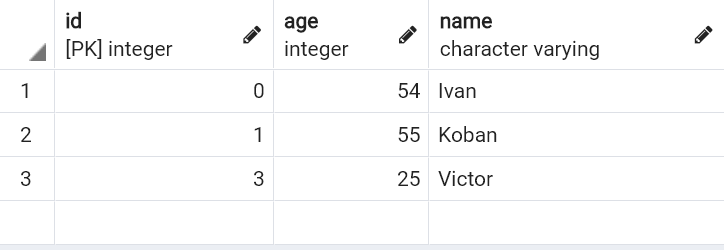 id age name
[PK] integer integer character varying
1 0 54 Ivan
2 1 55 Koban
3 3 25 Victor